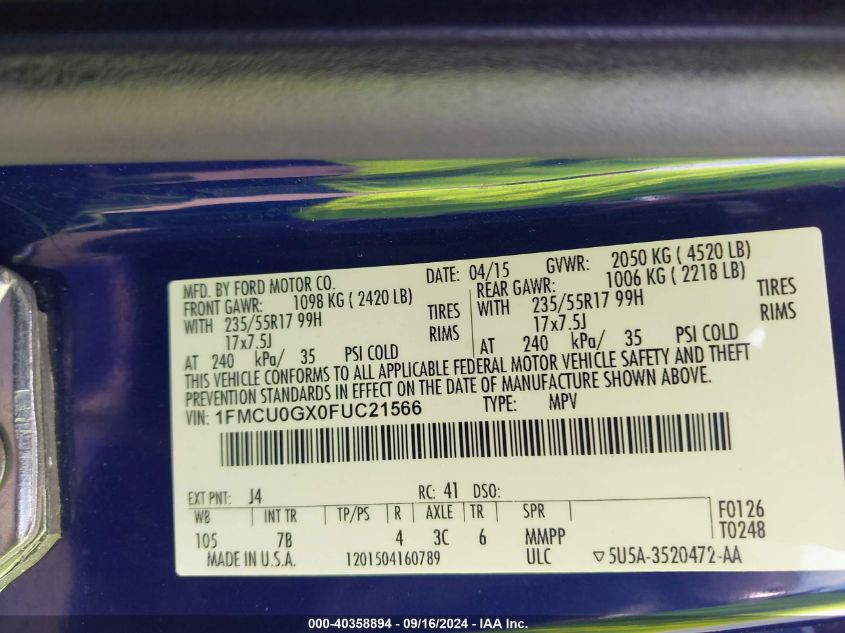 MFD. BY FORD MOTOR CO. DATE: 04/15 GVWR: 2050 KG ( 4520 LB)
FRONT GAWR: 1098 KG ( 2420 LB) REAR GAWR: 1006 KG ( 2218 LB)
WITH 235/55R17 99H TIRES WITH 235/55R17 99H TIRES
17x7.5J RIMS 17x7.5J RIMS
AT 240 kPa/ 35 PSI COLD AT 240 kPa/ 35 PSI COLD
THIS VEHICLE CONFORMS TO ALL APPLICABLE FEDERAL MOTOR VEHICLE SAFETY AND THEFT
PREVENTION STANDARDS IN EFFECT ON THE DATE OF MANUFACTURE SHOWN ABOVE.
VIN: 1FMCU0GX0FUC21566 TYPE: MPV
EXT PNT: J4 RC: 41 DSO:
WB INT TR TP/PS R AXLE TR SPR F0126
105 7B 4 3C 6 MMPP T0248
MADE IN U.S.A. 1201504160789 ULC ▽5U5A-3520472-AA
000-40358894 - 09/16/2024 - IAA Inc.